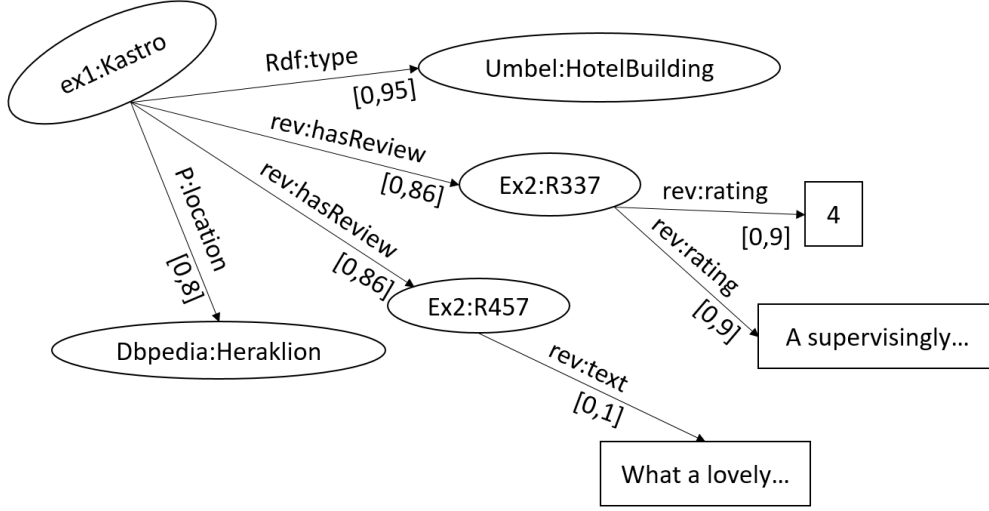 ex1:Kastro
Rdf:type
[0,95]
Umbel:HotelBuilding
rev:hasReview
[0,86]
Ex2:R337
rev:rating
[0,9]
4
rev:rating
[0,9]
A supervisingly...
rev:hasReview
[0,86]
Ex2:R457
P:location
[0,8]
Dbpedia:Heraklion
rev:text
[0,1]
What a lovely...